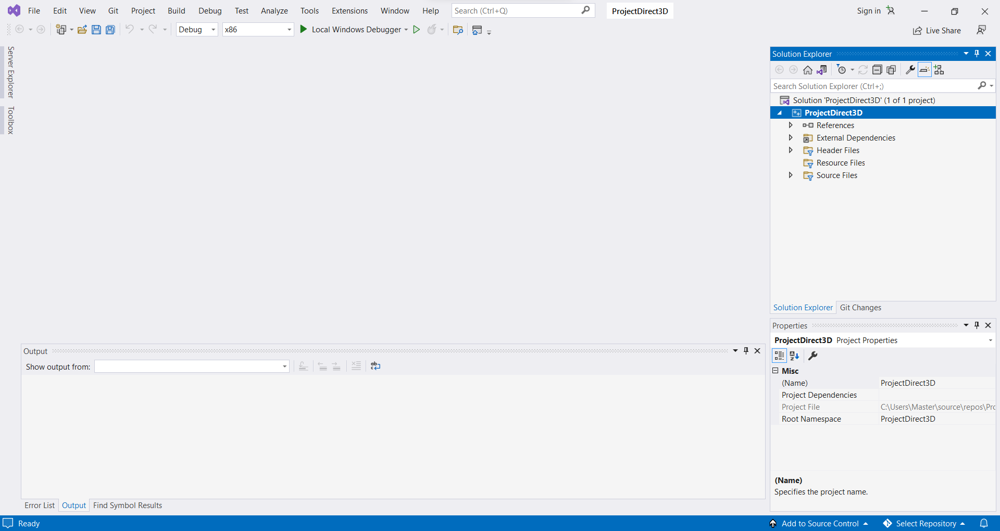 File Edit View Git Project Build Debug Test Analyze Tools Extensions Window Help Search (Ctrl+Q) ProjectDirect3D Sign in
Debug x86 Local Windows Debugger Live Share
Server Explorer
Toolbox
Solution Explorer
Search Solution Explorer (Ctrl+;)
Solution 'ProjectDirect3D' (1 of 1 project)
ProjectDirect3D
References
External Dependencies
Header Files
Resource Files
Source Files
Solution Explorer Git Changes
Properties
ProjectDirect3D Project Properties
Misc
(Name) ProjectDirect3D
Project Dependencies
Project File C:\Users\Master\source\repos\Prc
Root Namespace ProjectDirect3D
(Name)
Specifies the project name.
Output
Show output from:
Error List Output Find Symbol Results
Ready Add to Source Control Select Repository